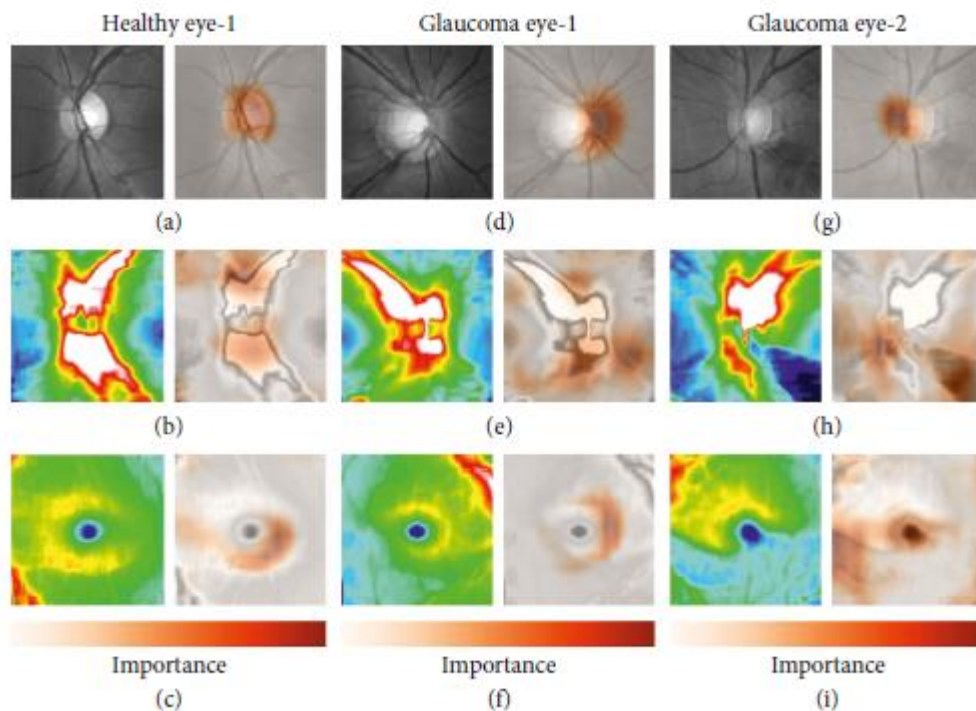 Healthy eye-1 Glaucoma eye-1 Glaucoma eye-2
(a) (d) (g)
(b) (e) (h)
Importance Importance Importance
(c) (f) (i)